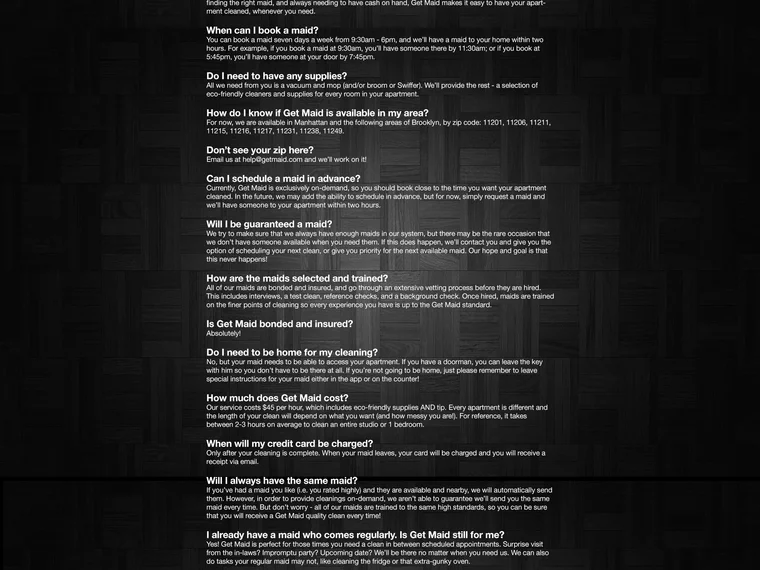 finding the right maid, and always needing to have cash on hand, Get Maid makes it easy to have your apart-
ment cleaned, whenever you need.
When can I book a maid?
You can book a maid seven days a week from 9:30am - 6pm, and we'll have a maid to your home within two
hours. For example, if you book a maid at 9:30am, you'll have someone there by 11:30am; or if you book at
5:45pm, you'll have someone at your door by 7:45pm.
Do I need to have any supplies?
All we need from you is a vacuum and mop (and/or broom or Swiffer). We'll provide the rest - a selection of
eco-friendly cleaners and supplies for every room in your apartment.
How do I know if Get Maid is available in my area?
For now, we are available in Manhattan and the following areas of Brooklyn, by zip code: 11201, 11206, 11211,
11215, 11216, 11217, 11231, 11238, 11249.
Don't see your zip here?
Email us at help@getmaid.com and we'll work on it!
Can I schedule a maid in advance?
Currently, Get Maid is exclusively on-demand, so you should book close to the time you want your apartment
cleaned. In the future, we may add the ability to schedule in advance, but for now, simply request a maid and
we'll have someone to your apartment within two hours.
Will I be guaranteed a maid?
We try to make sure that we always have enough maids in our system, but there may be the rare occasion that
we don't have someone available when you need them. If this does happen, we'll contact you and give you the
option of scheduling your next clean, or give you priority for the next available maid. Our hope and goal is that
this never happens!
How are the maids selected and trained?
All of our maids are bonded and insured, and go through an extensive vetting process before they are hired.
This includes interviews, a test clean, reference checks, and a background check. Once hired, maids are trained
on the finer points of cleaning so every experience you have is up to the Get Maid standard.
Is Get Maid bonded and insured?
Absolutely!
Do I need to be home for my cleaning?
No, but your maid needs to be able to access your apartment. If you have a doorman, you can leave the key
with him so you don't have to be there at all. If you're not going to be home, just please remember to leave
special instructions for your maid either in the app or on the counter!
How much does Get Maid cost?
Our service costs $45 per hour, which includes eco-friendly supplies AND tip. Every apartment is different and
the length of your clean will depend on what you want (and how messy you are!). For reference, it takes
between 2-3 hours on average to clean an entire studio or 1 bedroom.
When will my credit card be charged?
Only after your cleaning is complete. When your maid leaves, your card will be charged and you will receive a
receipt via email.
Will I always have the same maid?
If you've had a maid you like (i.e. you rated highly) and they are available and nearby, we will automatically send
them. However, in order to provide cleanings on-demand, we aren't able to guarantee we'll send you the same
maid every time. But don't worry - all of our maids are trained to the same high standards, so you can be sure
that you will receive a Get Maid quality clean every time!
I already have a maid who comes regularly. Is Get Maid still for me?
Yes! Get Maid is perfect for those times you need a clean in between scheduled appointments. Surprise visit
from the in-laws? Impromptu party? Upcoming date? We'll be there no matter when you need us. We can also
do tasks your regular maid may not, like cleaning the fridge or that extra-gunky oven.